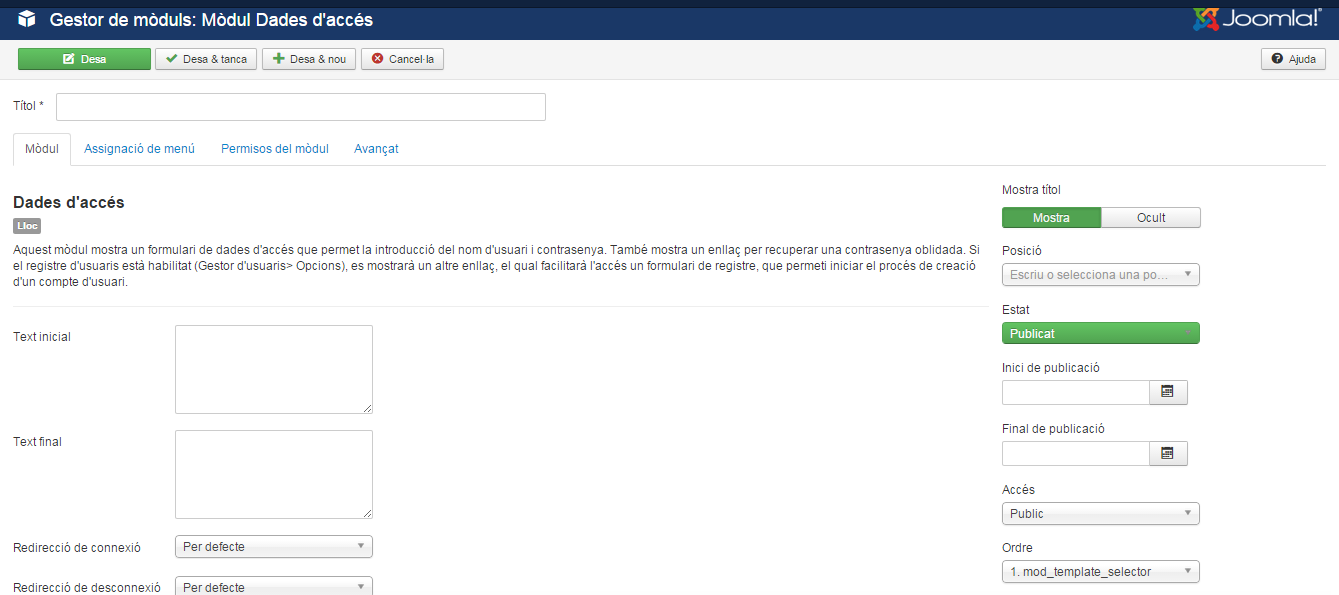 Gestor de mòduls: Mòdul Dades d'accés
Joomla!®
Desa
Desa & tanca
Desa & nou
Cancel·la
Ajuda
Títol *
Mòdul
Assignació de menú
Permisos del mòdul
Avançat
Dades d'accés
Lloc
Aquest mòdul mostra un formulari de dades d'accés que permet la introducció del nom d'usuari i contrasenya. També mostra un enllaç per recuperar una contrasenya oblidada. Si
el registre d'usuaris està habilitat (Gestor d'usuaris> Opcions), es mostrarà un altre enllaç, el qual facilitarà l'accés un formulari de registre, que permeti iniciar el procés de creació
d'un compte d'usuari.
Text inicial
Text final
Redirecció de connexió
Per defecte
Redirecció de desconnexió
Per defecte
Mostra títol
Mostra
Ocult
Posició
Escriu o selecciona una po...
Estat
Publicat
Inici de publicació
Final de publicació
Accés
Public
Ordre
1. mod_template_selector